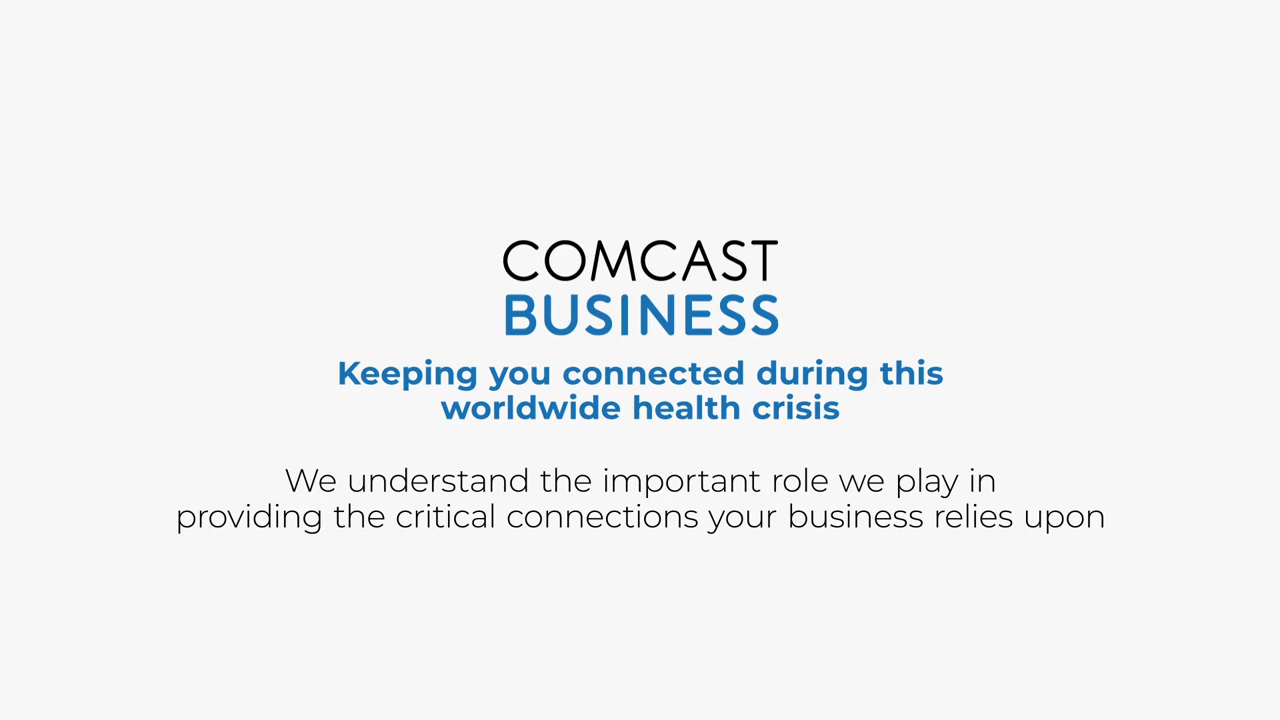 COMCAST
BUSINESS
Keeping you connected during this
worldwide health crisis
We understand the important role we play in
providing the critical connections your business relies upon